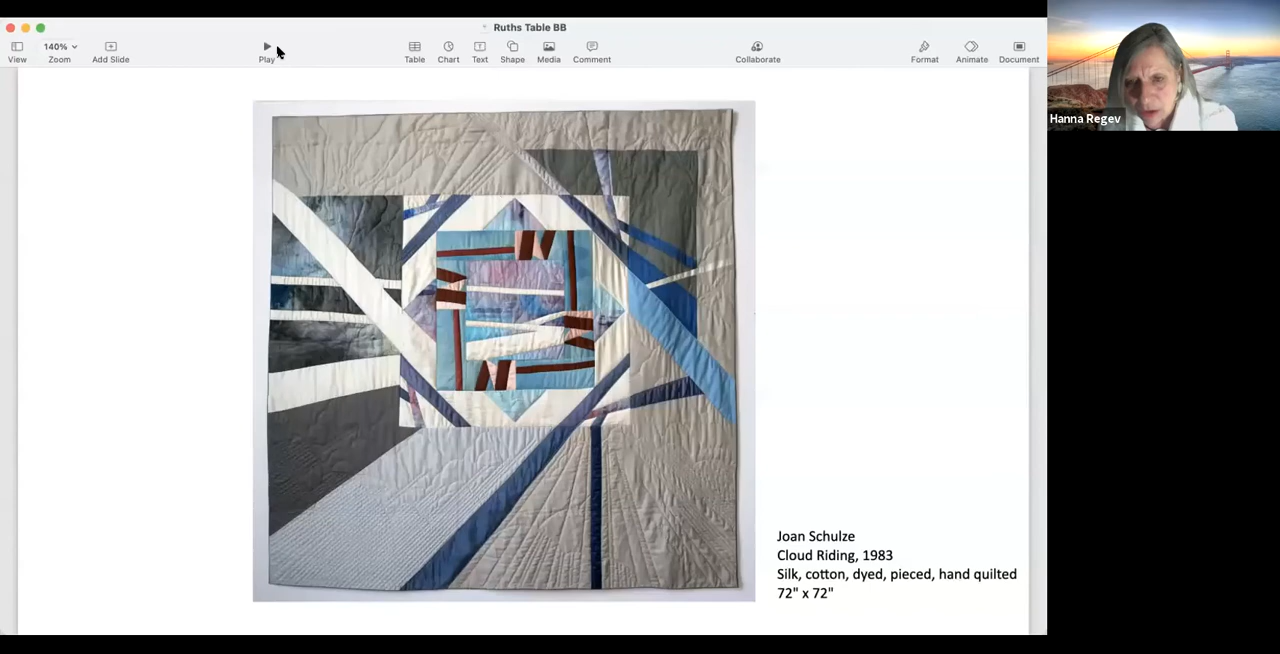 Ruths Table BB
140%
View
Zoom
Add Slide
Play
Table
Chart
Text
Shape
Media
Comment
Collaborate
Format
Animate
Document
Hanna Regev
Joan Schulze
Cloud Riding, 1983
Silk, cotton, dyed, pieced, hand quilted
72" x 72"